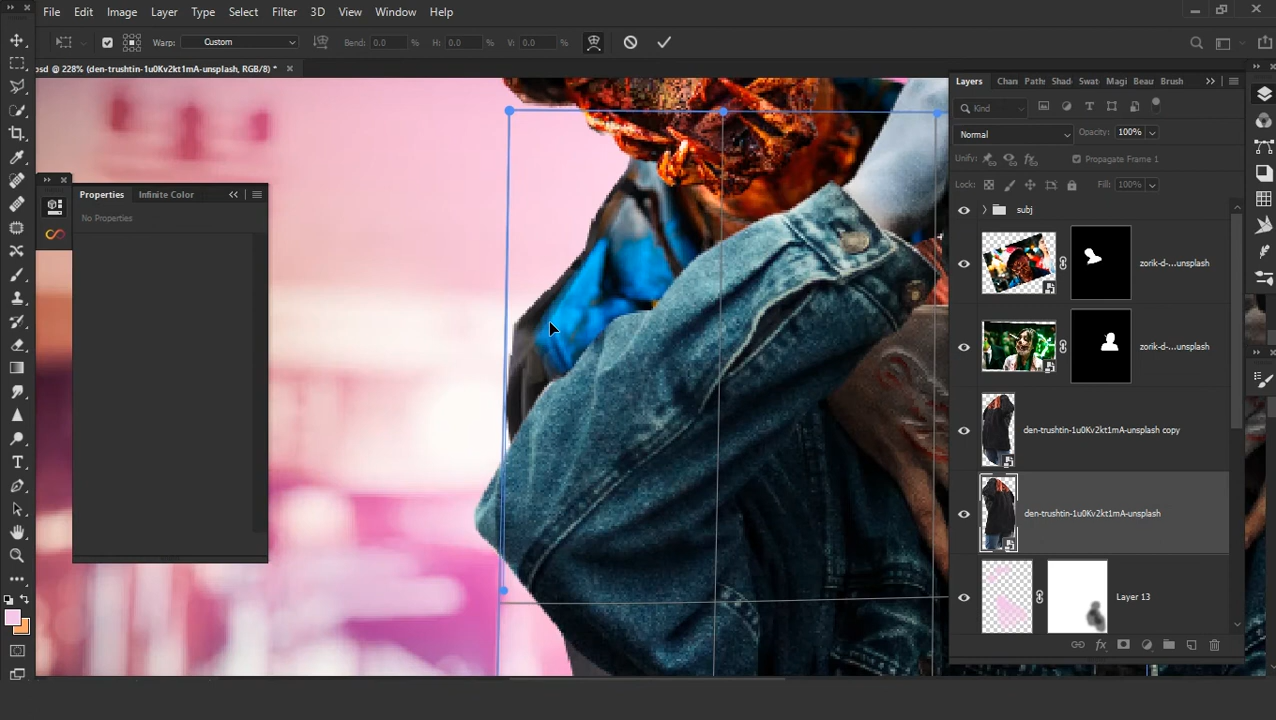 File Edit Image Layer Type Select Filter 3D View Window Help
Warp: Custom Bend: 0.0 % H: 0.0 % V: 0.0 %
psd @ 228% (den-trushtin-1u0Kv2kt1mA-unsplash, RGB/8) * ×
Layers Chan Paths Shad Swat Magi Beau Brush
Kind
Normal Opacity: 100%
Unify: Propagate Frame 1
Lock: Fill: 100%
Properties Infinite Color
No Properties
subj
zorik-d-...unsplash
zorik-d-...unsplash
den-trushtin-1u0Kv2kt1mA-unsplash copy
den-trushtin-1u0Kv2kt1mA-unsplash
Layer 13
fx